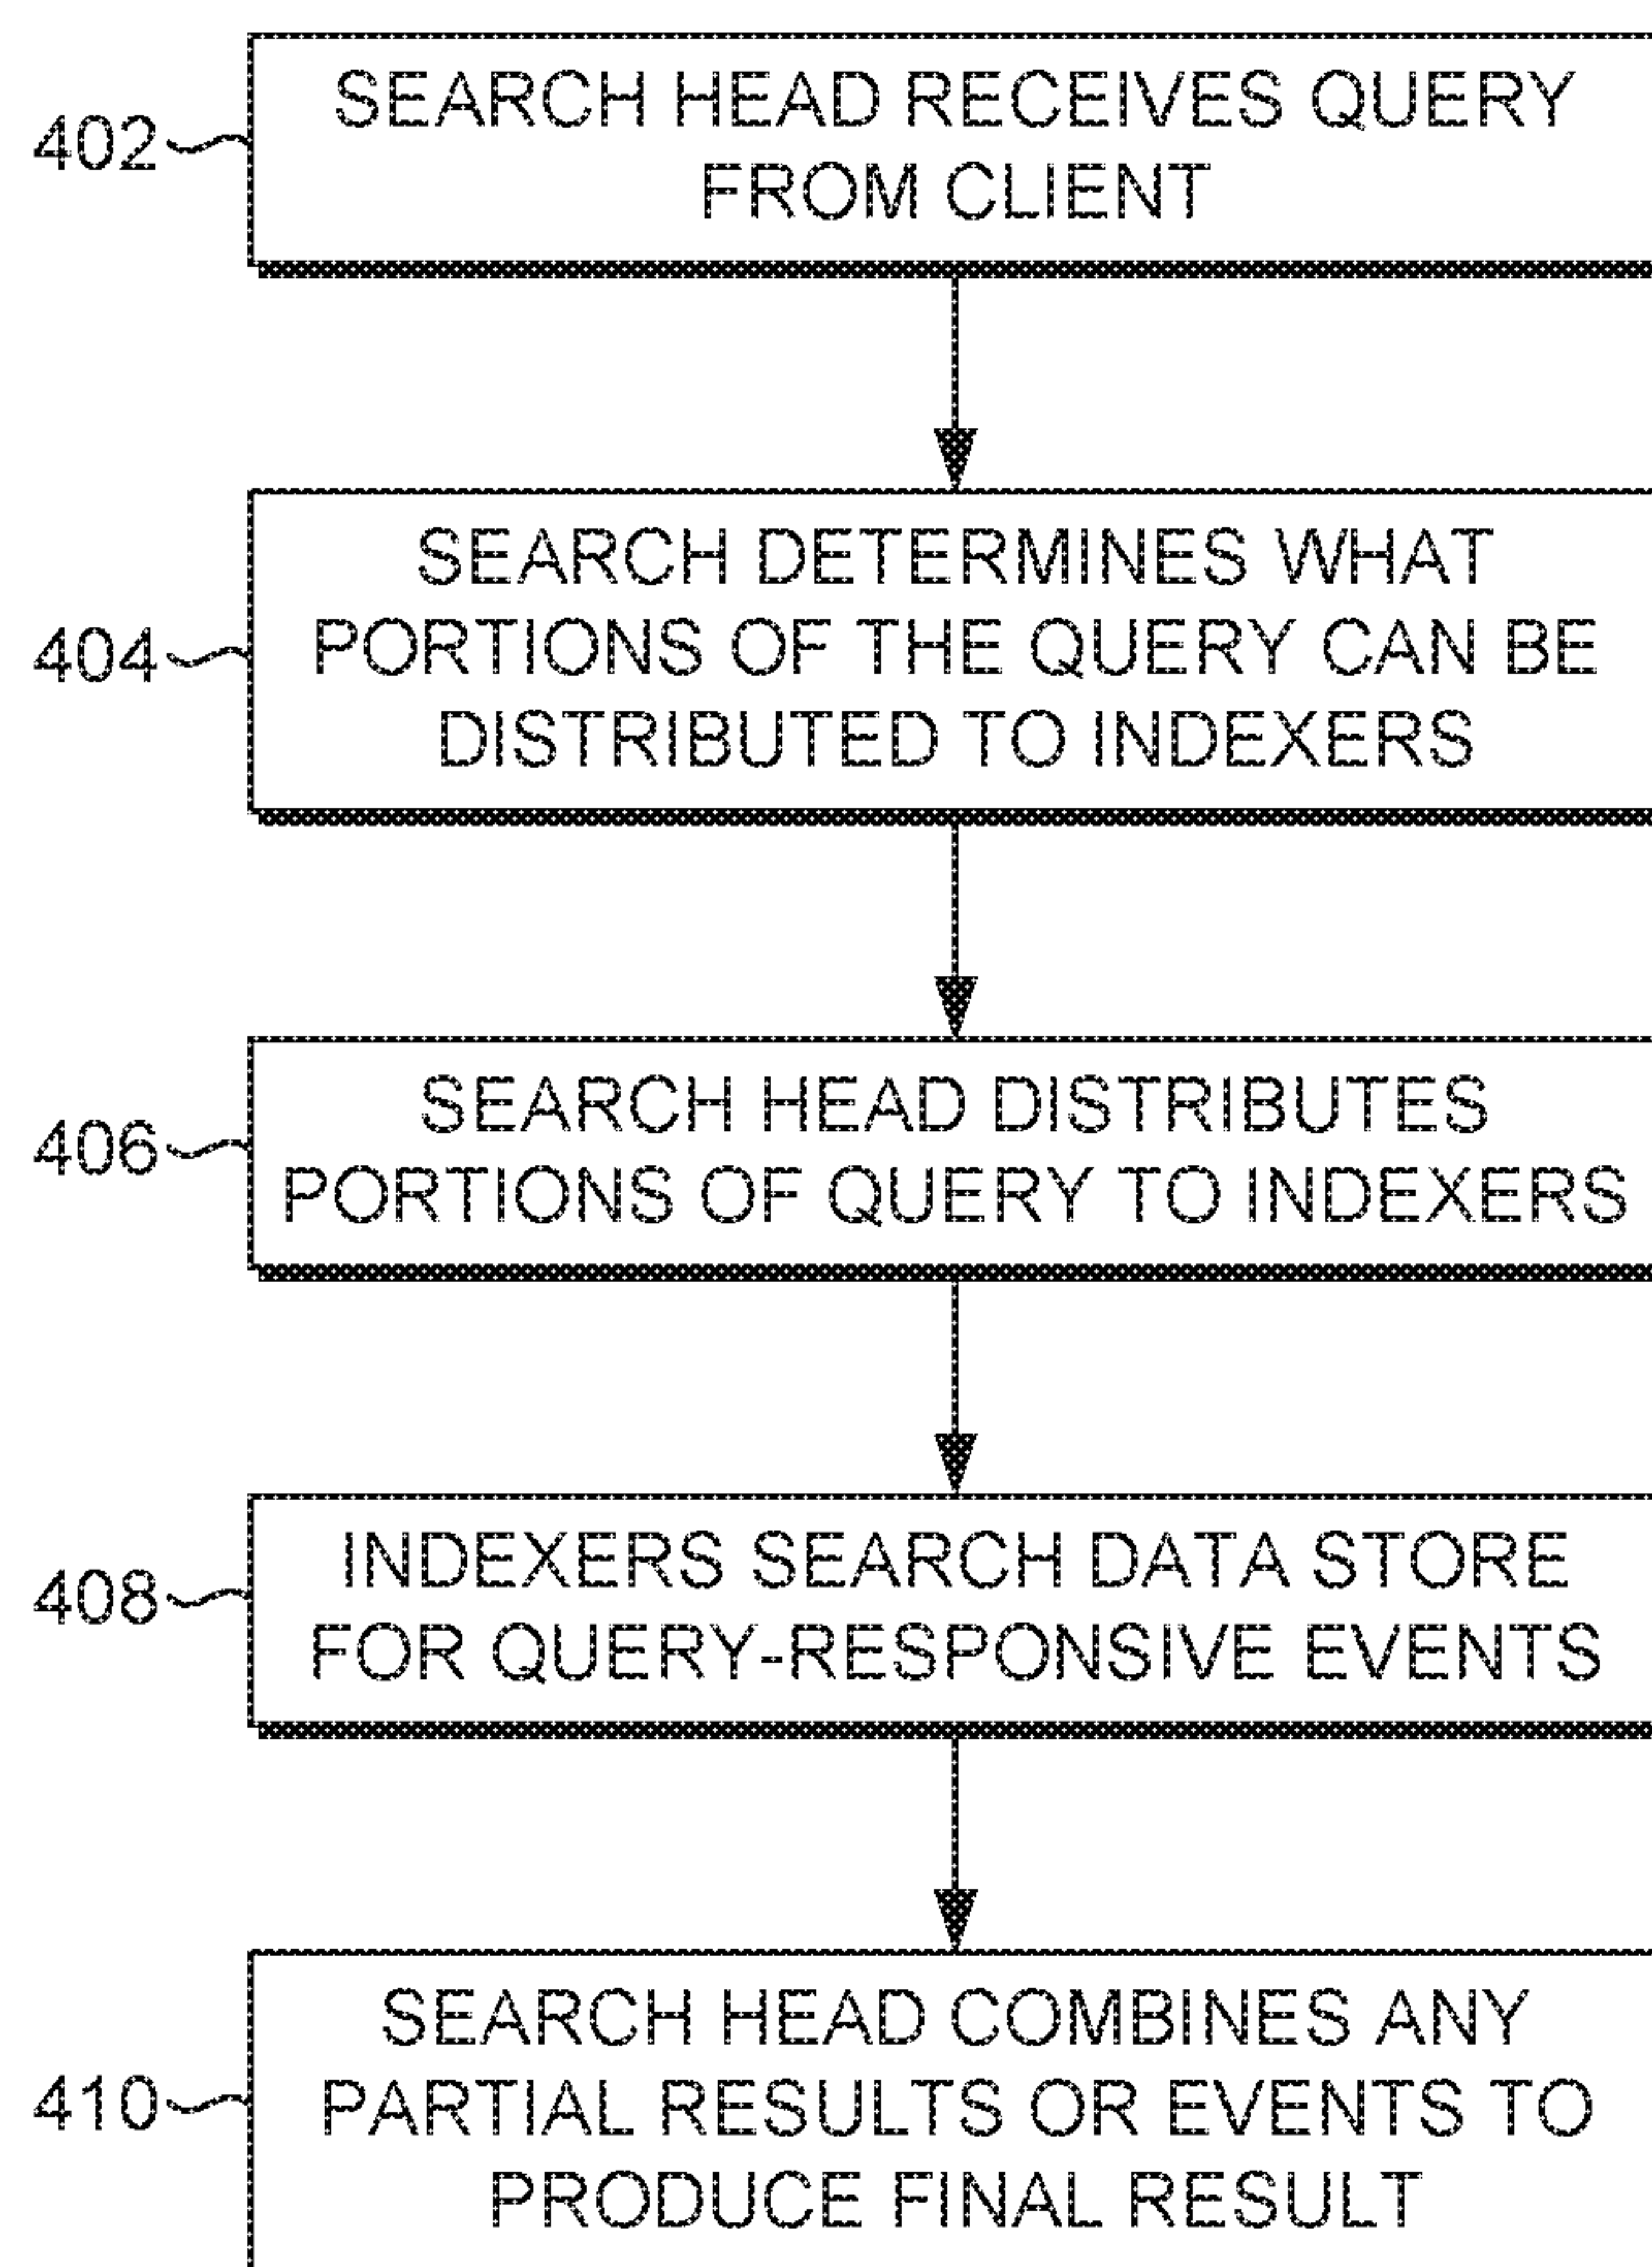 402
SEARCH HEAD RECEIVES QUERY
FROM CLIENT
404
SEARCH DETERMINES WHAT
PORTIONS OF THE QUERY CAN BE
DISTRIBUTED TO INDEXERS
406
SEARCH HEAD DISTRIBUTES
PORTIONS OF QUERY TO INDEXERS
408
INDEXERS SEARCH DATA STORE
FOR QUERY-RESPONSIVE EVENTS
410
SEARCH HEAD COMBINES ANY
PARTIAL RESULTS OR EVENTS TO
PRODUCE FINAL RESULT